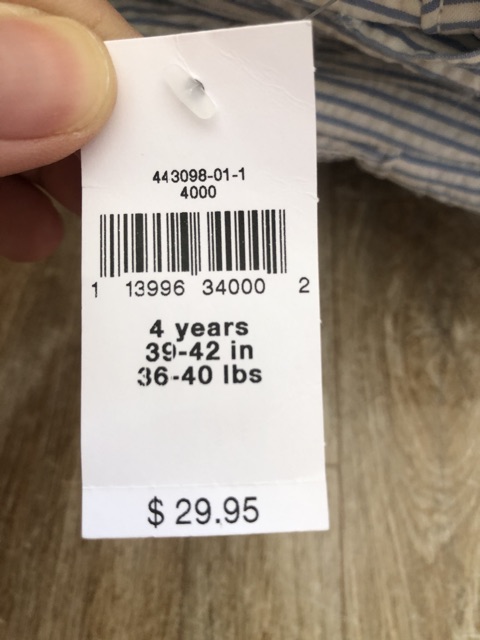 443098-01-1
4000
1 13996 34000 2
4 years
39-42 in
36-40 lbs
$ 29.95